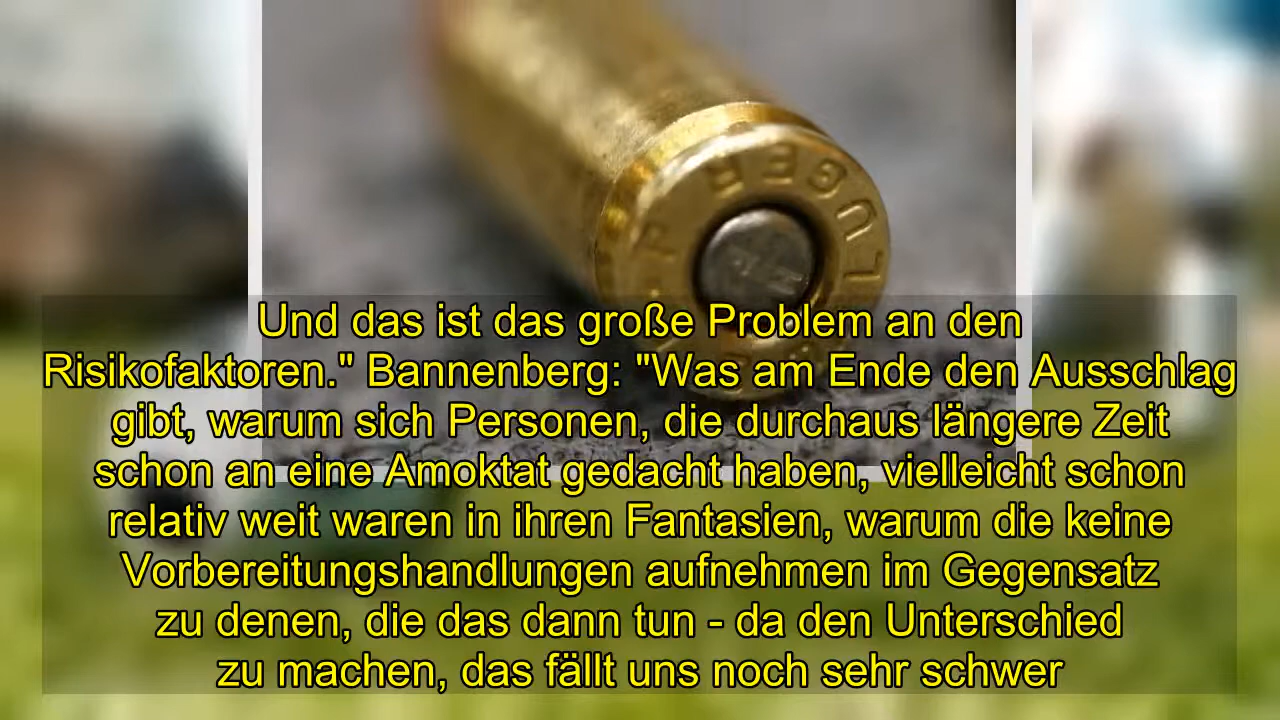 LUGER
Und das ist das große Problem an den
Risikofaktoren." Bannenberg: "Was am Ende den Ausschlag
gibt, warum sich Personen, die durchaus längere Zeit
schon an eine Amoktat gedacht haben, vielleicht schon
relativ weit waren in ihren Fantasien, warum die keine
Vorbereitungshandlungen aufnehmen im Gegensatz
zu denen, die das dann tun - da den Unterschied
zu machen, das fällt uns noch sehr schwer